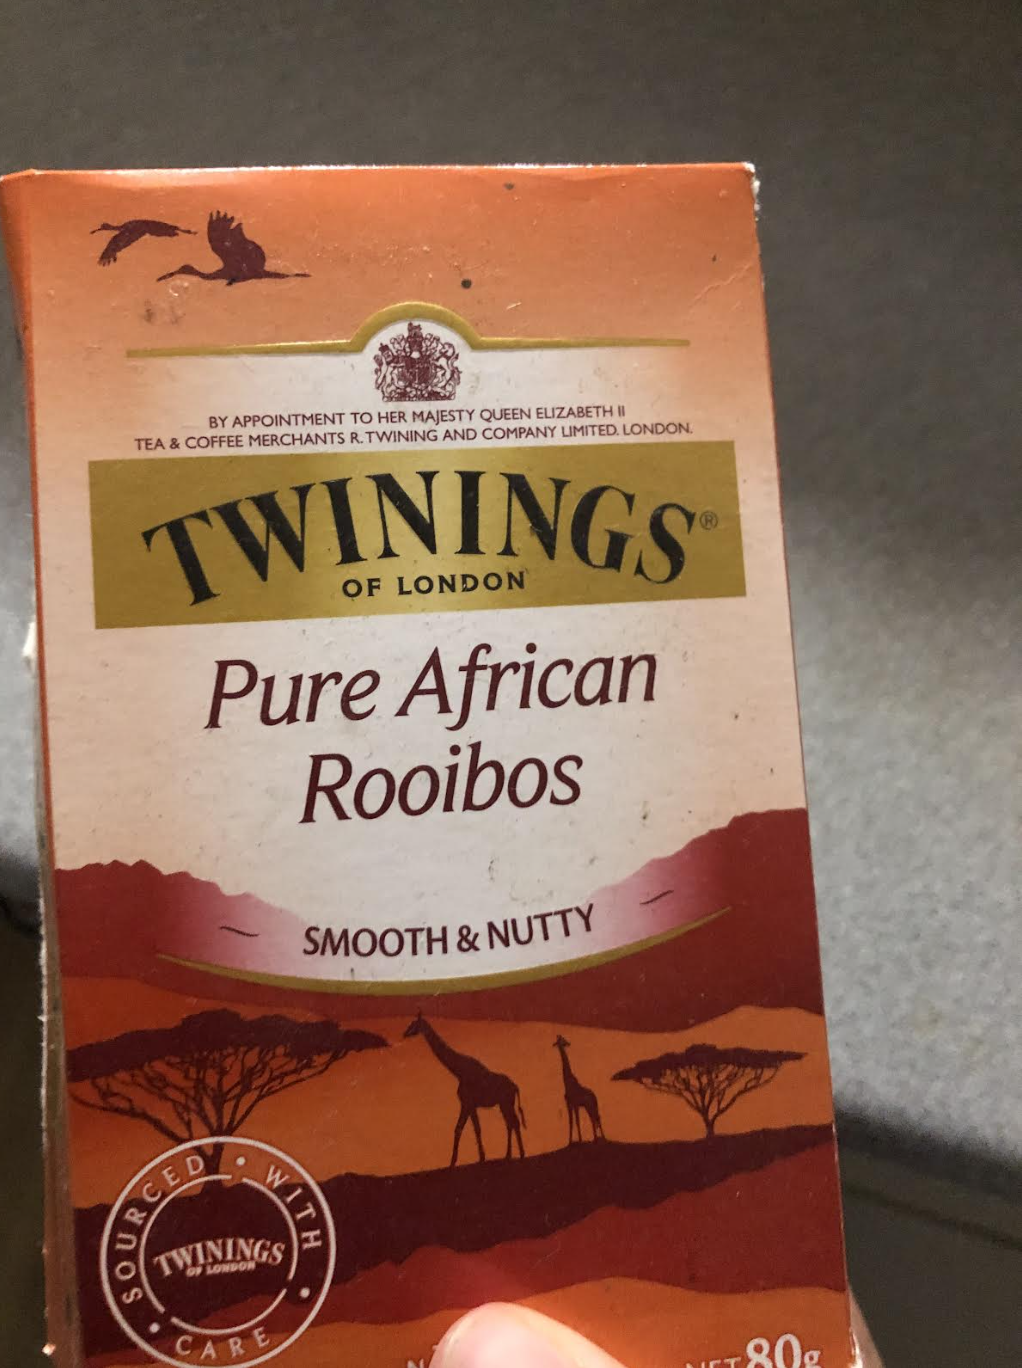 BY APPOINTMENT TO HER MAJESTY QUEEN ELIZABETH II
TEA & COFFEE MERCHANTS R. TWINING AND COMPANY LIMITED. LONDON.
TWININGS®
OF LONDON
Pure African
Rooibos
SMOOTH & NUTTY
SOURCED • WITH • CARE •
TWININGS
OF LONDON
NET 80g